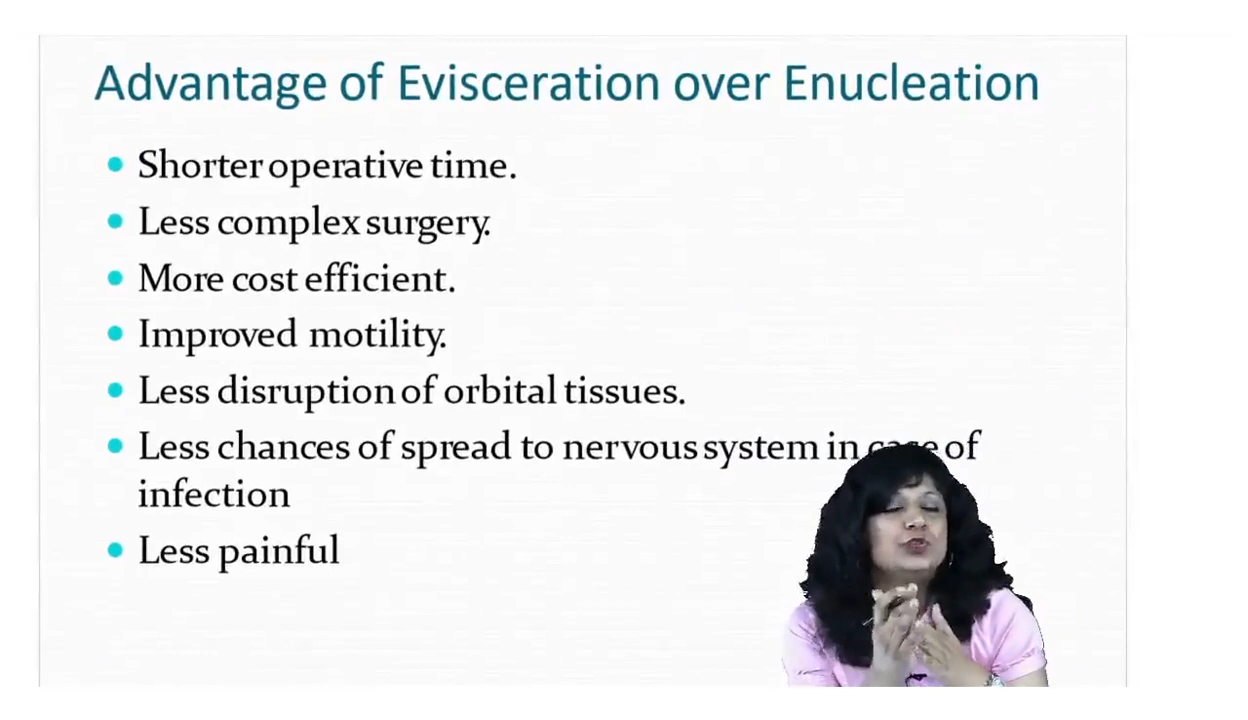 Advantage of Evisceration over Enucleation
Shorter operative time.
Less complex surgery.
More cost efficient.
Improved motility.
Less disruption of orbital tissues.
Less chances of spread to nervous system in case of
infection
Less painful